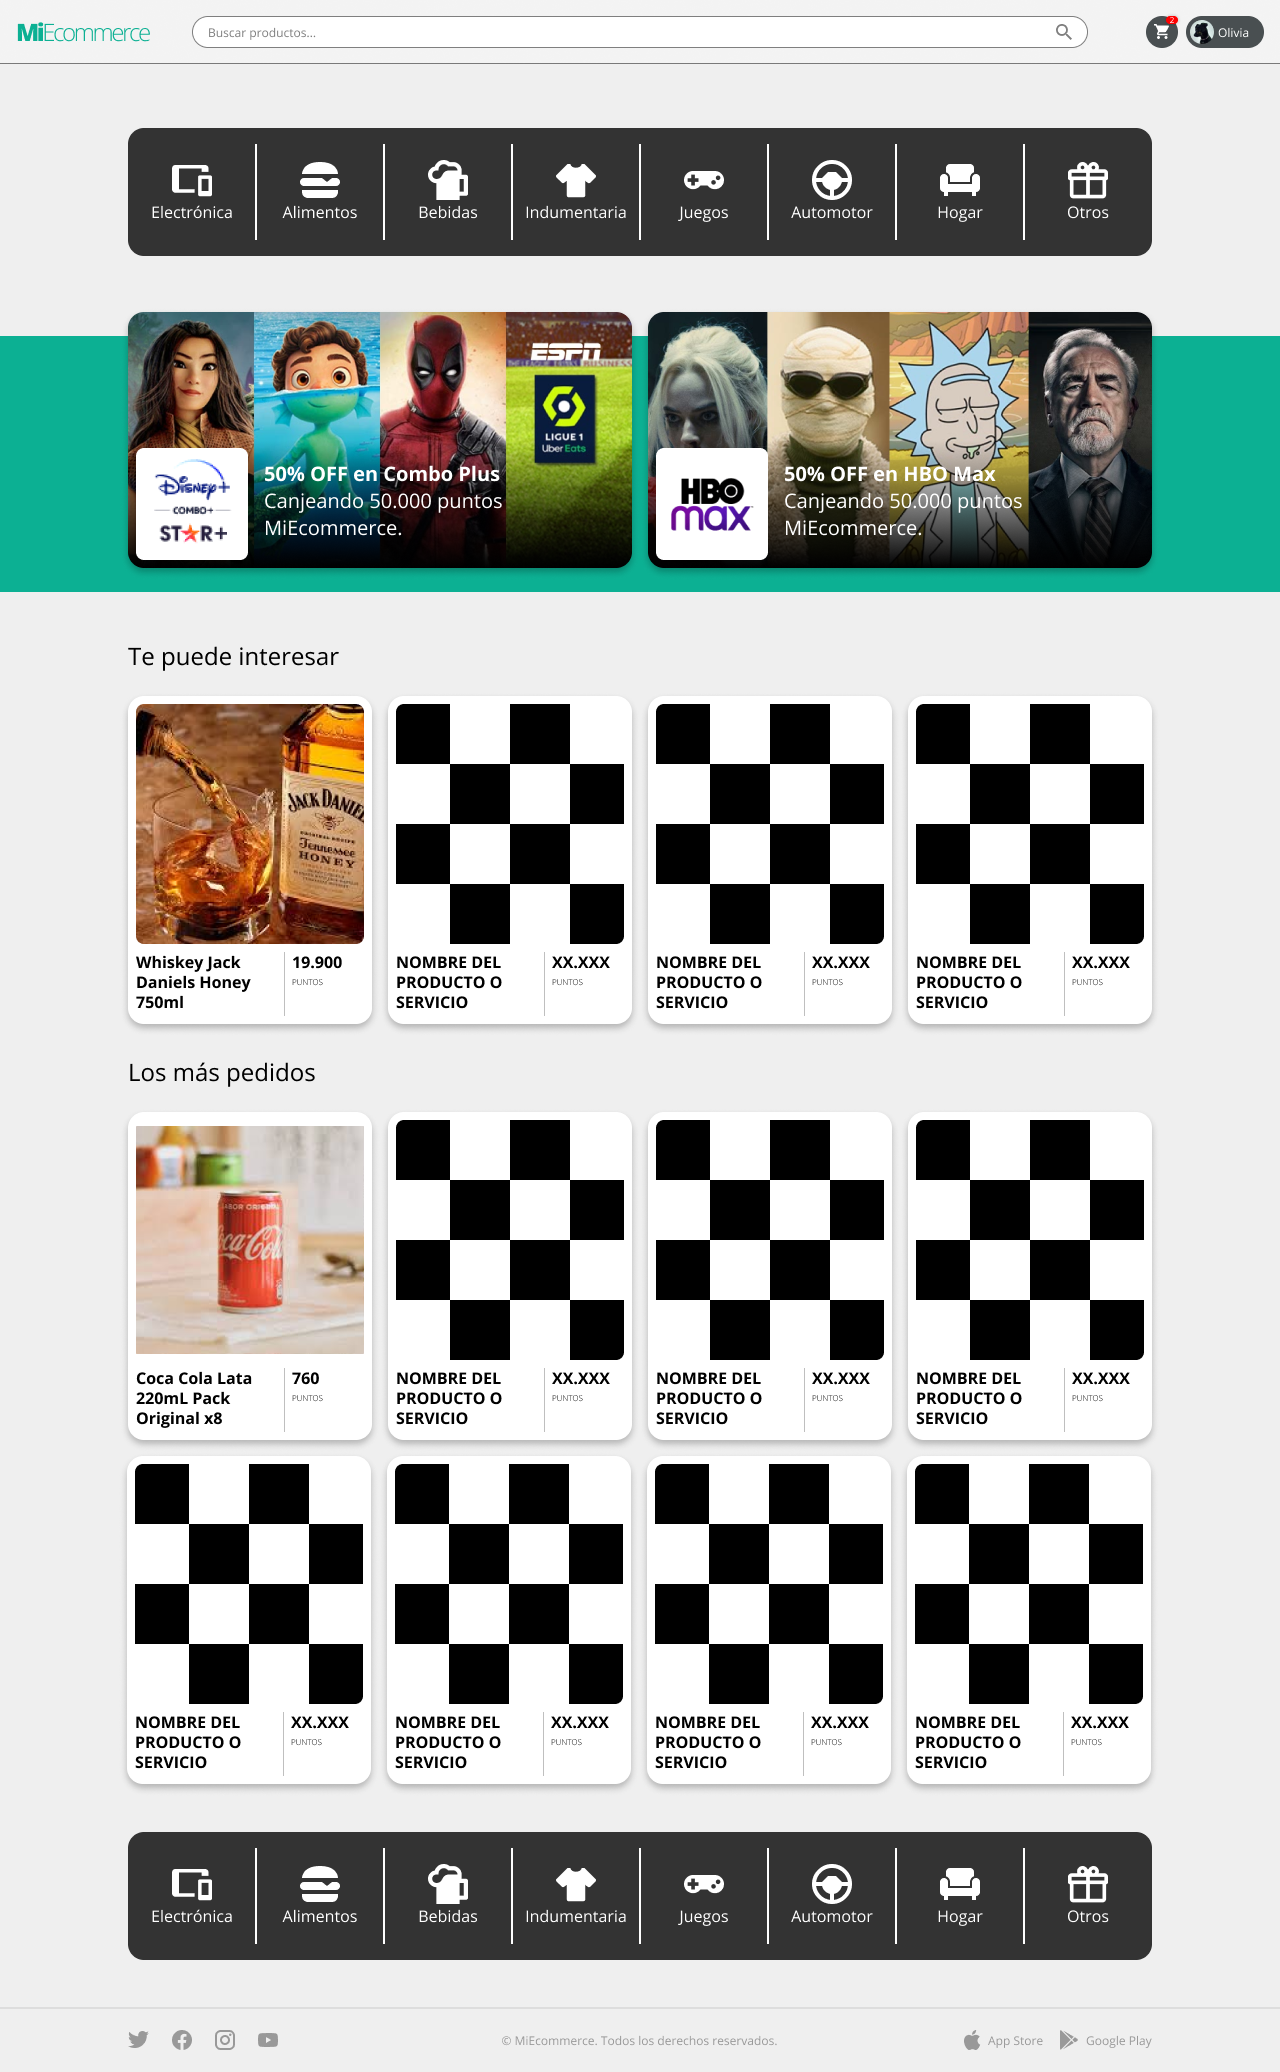 MiEcommerce
Buscar productos...
2
Olivia
Electrónica
Alimentos
Bebidas
Indumentaria
Juegos
Automotor
Hogar
Otros
ESPN
LIGUE 1
Uber Eats
Disney+
COMBO+
STAR+
50% OFF en Combo Plus
Canjeando 50.000 puntos
MiEcommerce.
HBO
max
50% OFF en HBO Max
Canjeando 50.000 puntos
MiEcommerce.
Te puede interesar
JACK DANIE
Tennessee
HONEY
Whiskey Jack
Daniels Honey
750ml
19.900
PUNTOS
NOMBRE DEL
PRODUCTO O
SERVICIO
XX.XXX
PUNTOS
NOMBRE DEL
PRODUCTO O
SERVICIO
XX.XXX
PUNTOS
NOMBRE DEL
PRODUCTO O
SERVICIO
XX.XXX
PUNTOS
Los más pedidos
SABOR ORIGINAL
Coca-Cola
Coca Cola Lata
220mL Pack
Original x8
760
PUNTOS
NOMBRE DEL
PRODUCTO O
SERVICIO
XX.XXX
PUNTOS
NOMBRE DEL
PRODUCTO O
SERVICIO
XX.XXX
PUNTOS
NOMBRE DEL
PRODUCTO O
SERVICIO
XX.XXX
PUNTOS
NOMBRE DEL
PRODUCTO O
SERVICIO
XX.XXX
PUNTOS
NOMBRE DEL
PRODUCTO O
SERVICIO
XX.XXX
PUNTOS
NOMBRE DEL
PRODUCTO O
SERVICIO
XX.XXX
PUNTOS
NOMBRE DEL
PRODUCTO O
SERVICIO
XX.XXX
PUNTOS
Electrónica
Alimentos
Bebidas
Indumentaria
Juegos
Automotor
Hogar
Otros
© MiEcommerce. Todos los derechos reservados.
App Store
Google Play